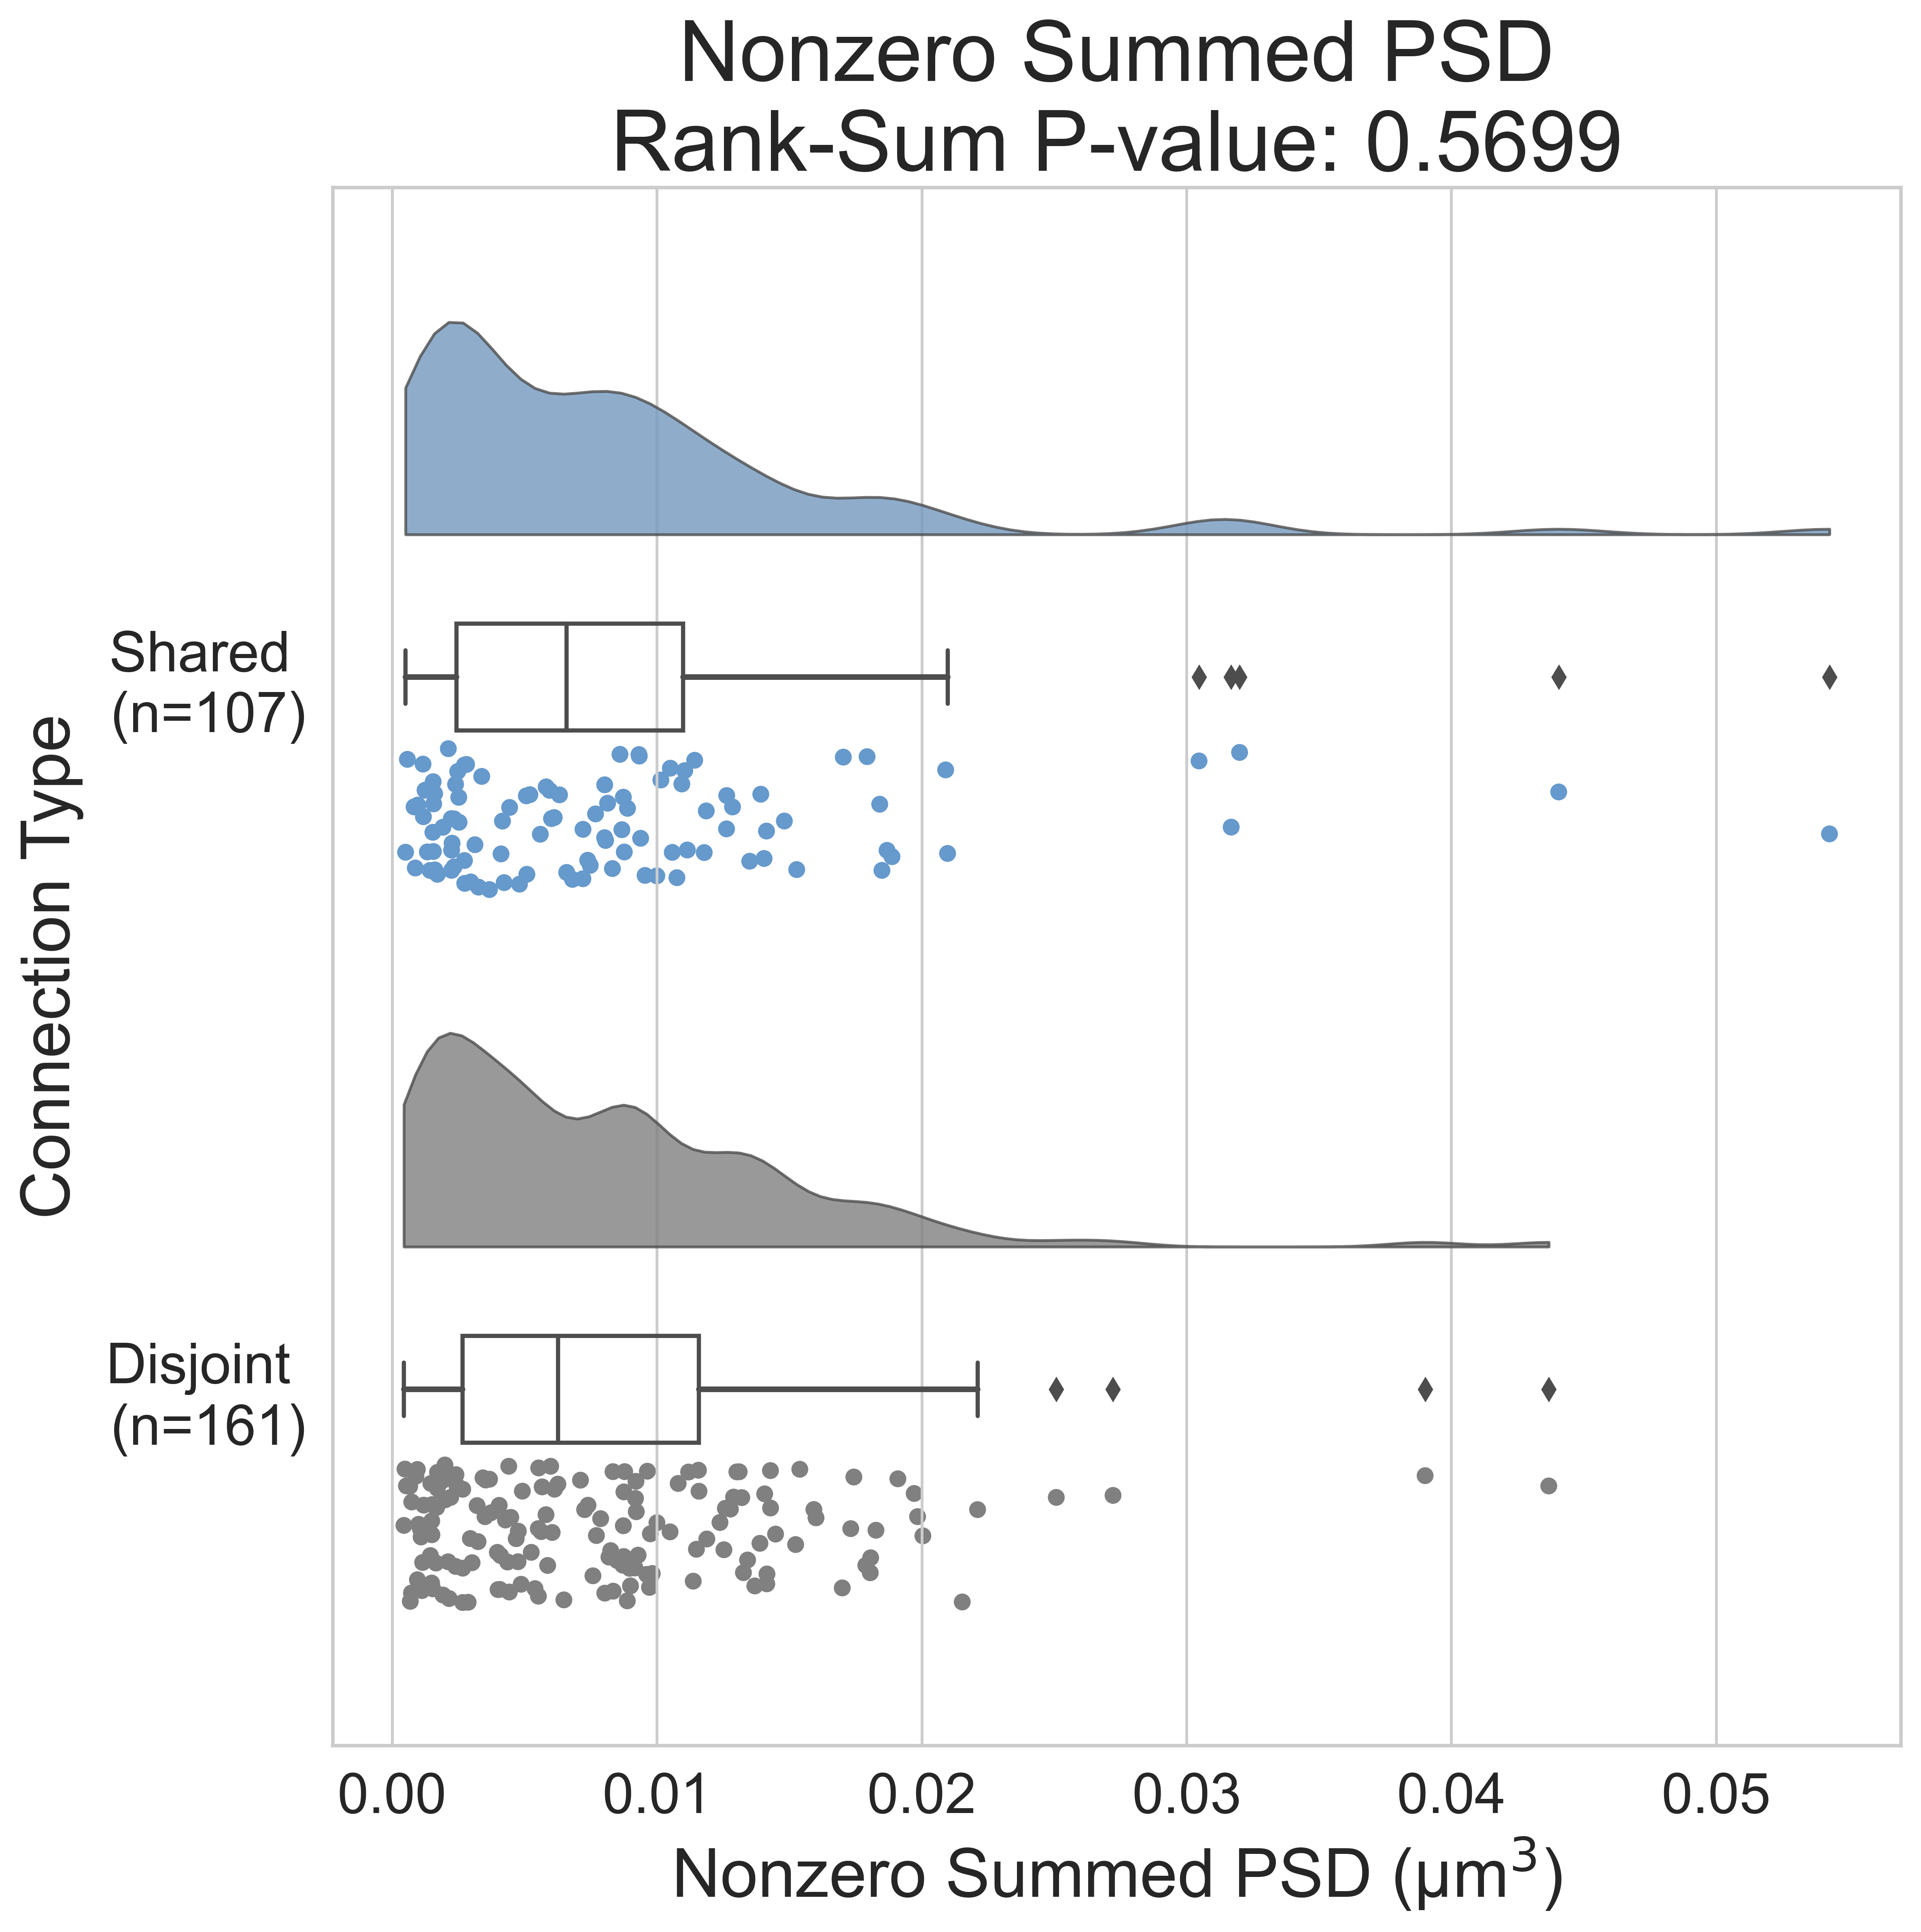 Nonzero Summed PSD
Rank-Sum P-value: 0.5699
Connection Type
Shared
(n=107)
Disjoint
(n=161)
0.00 0.01 0.02 0.03 0.04 0.05
Nonzero Summed PSD (μm³)